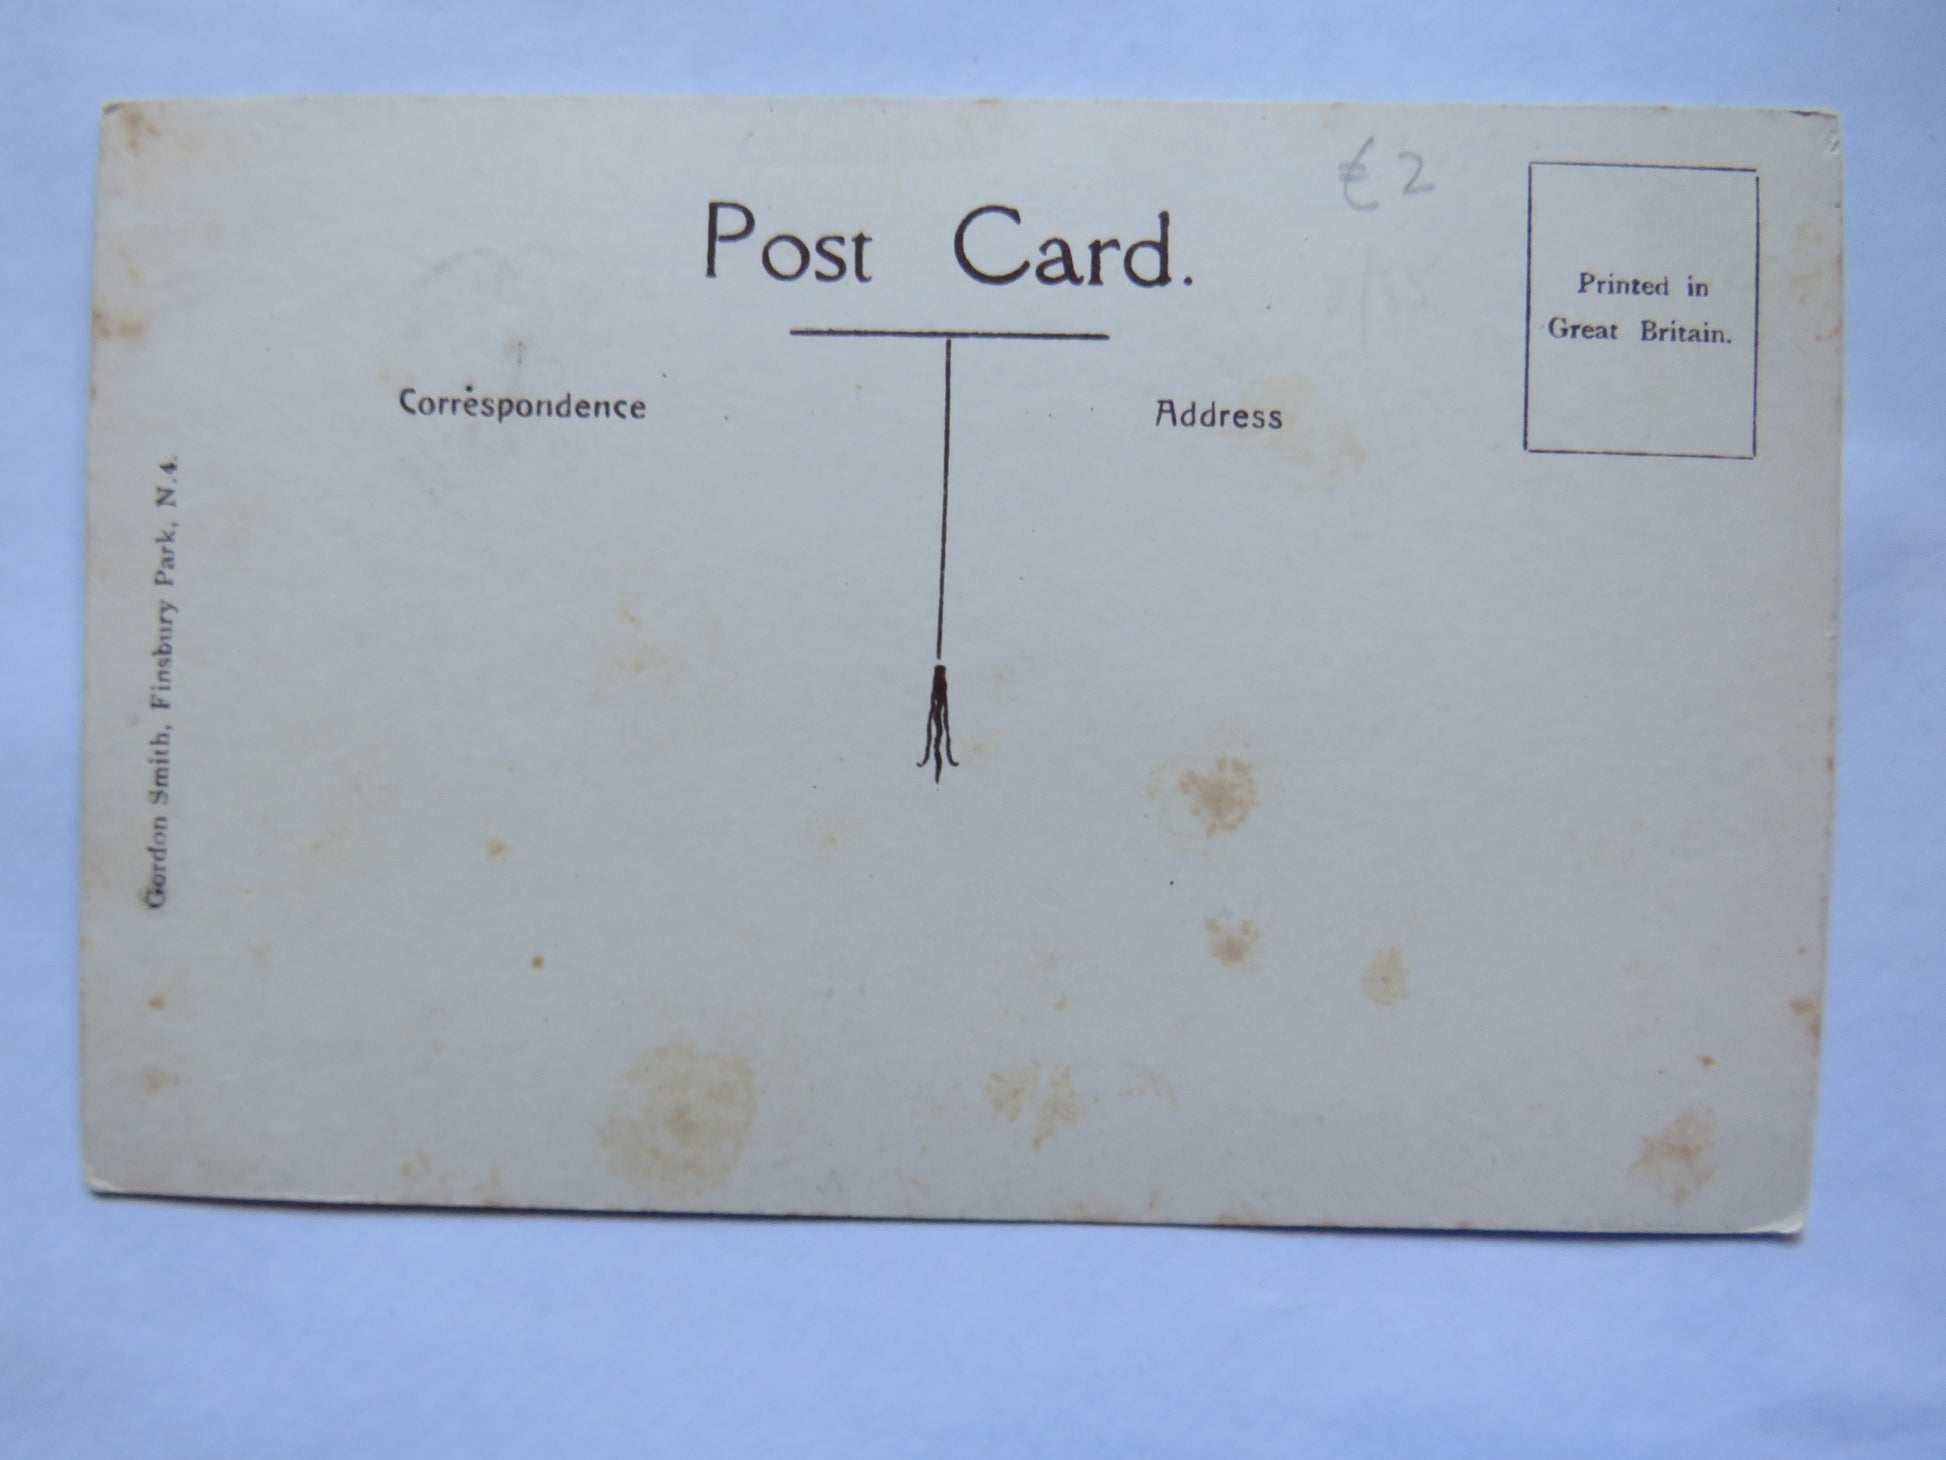 €2
Post Card.
Printed in
Great Britain.
Correspondence
Address
Gordon Smith, Finsbury Park, N.4.